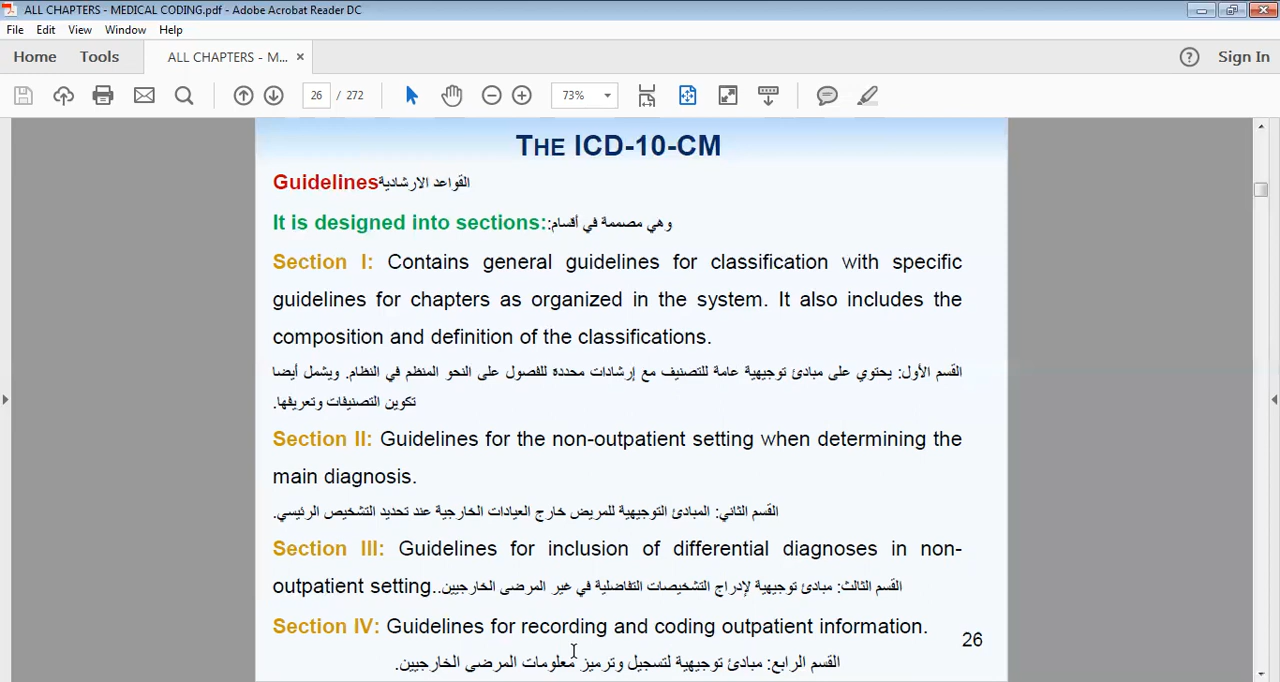 ALL CHAPTERS - MEDICAL CODING.pdf - Adobe Acrobat Reader DC
File Edit View Window Help
Home Tools ALL CHAPTERS - M... × ? Sign In
26 / 272 73%
THE ICD-10-CM
Guidelines القواعد الارشادية
It is designed into sections: وهي مصممة في أقسام:
Section I: Contains general guidelines for classification with specific
guidelines for chapters as organized in the system. It also includes the
composition and definition of the classifications.
القسم الأول: يحتوي على مبادئ توجيهية عامة للتصنيف مع إرشادات محددة للفصول على النحو المنظم في النظام. ويشمل أيضا
تكوين التصنيفات وتعريفها.
Section II: Guidelines for the non-outpatient setting when determining the
main diagnosis.
القسم الثاني: المبادئ التوجيهية للمريض خارج العيادات الخارجية عند تحديد التشخيص الرئيسي.
Section III: Guidelines for inclusion of differential diagnoses in non-
outpatient setting.. القسم الثالث: مبادئ توجيهية لإدراج التشخيصات التفاضلية في غير المرضى الخارجيين
Section IV: Guidelines for recording and coding outpatient information.
26
القسم الرابع: مبادئ توجيهية لتسجيل وترميز معلومات المرضى الخارجيين.